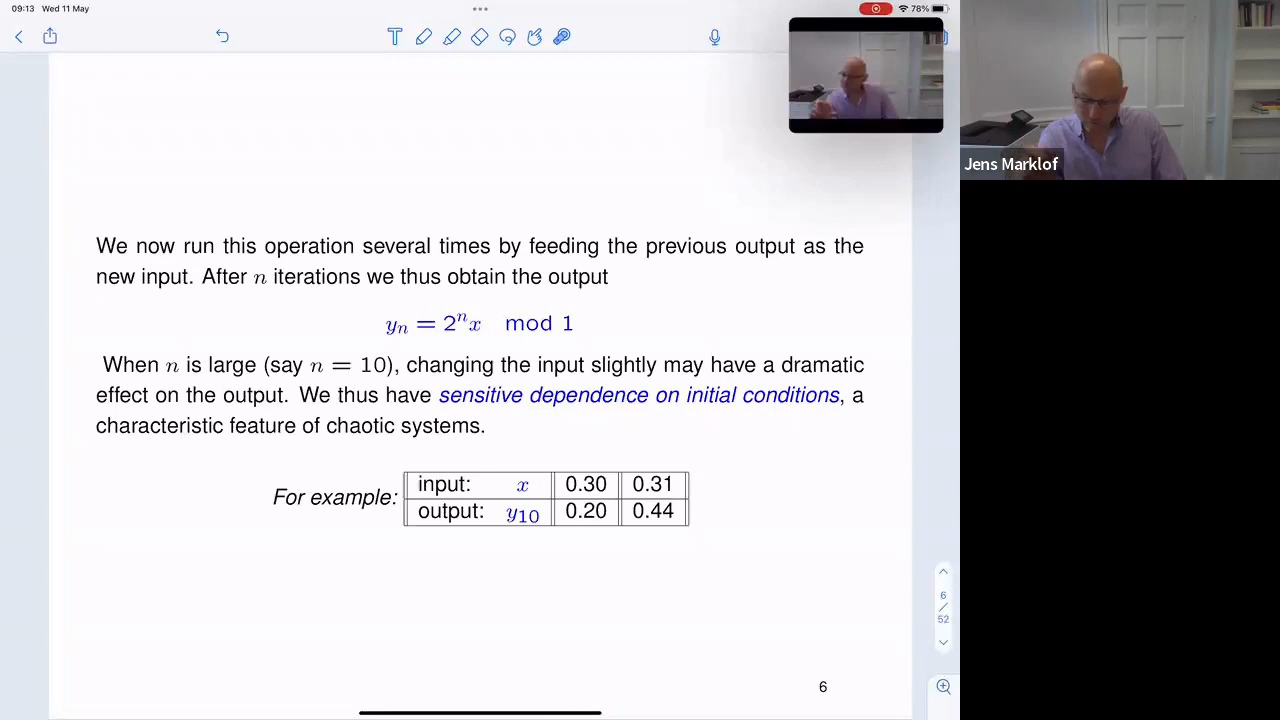 09:13 Wed 11 May
78%
T
We now run this operation several times by feeding the previous output as the
new input. After n iterations we thus obtain the output
yₙ = 2ⁿx mod 1
When n is large (say n = 10), changing the input slightly may have a dramatic
effect on the output. We thus have sensitive dependence on initial conditions, a
characteristic feature of chaotic systems.
For example:
input: x 0.30 0.31
output: y₁₀ 0.20 0.44
6
/
52
6
Jens Marklof